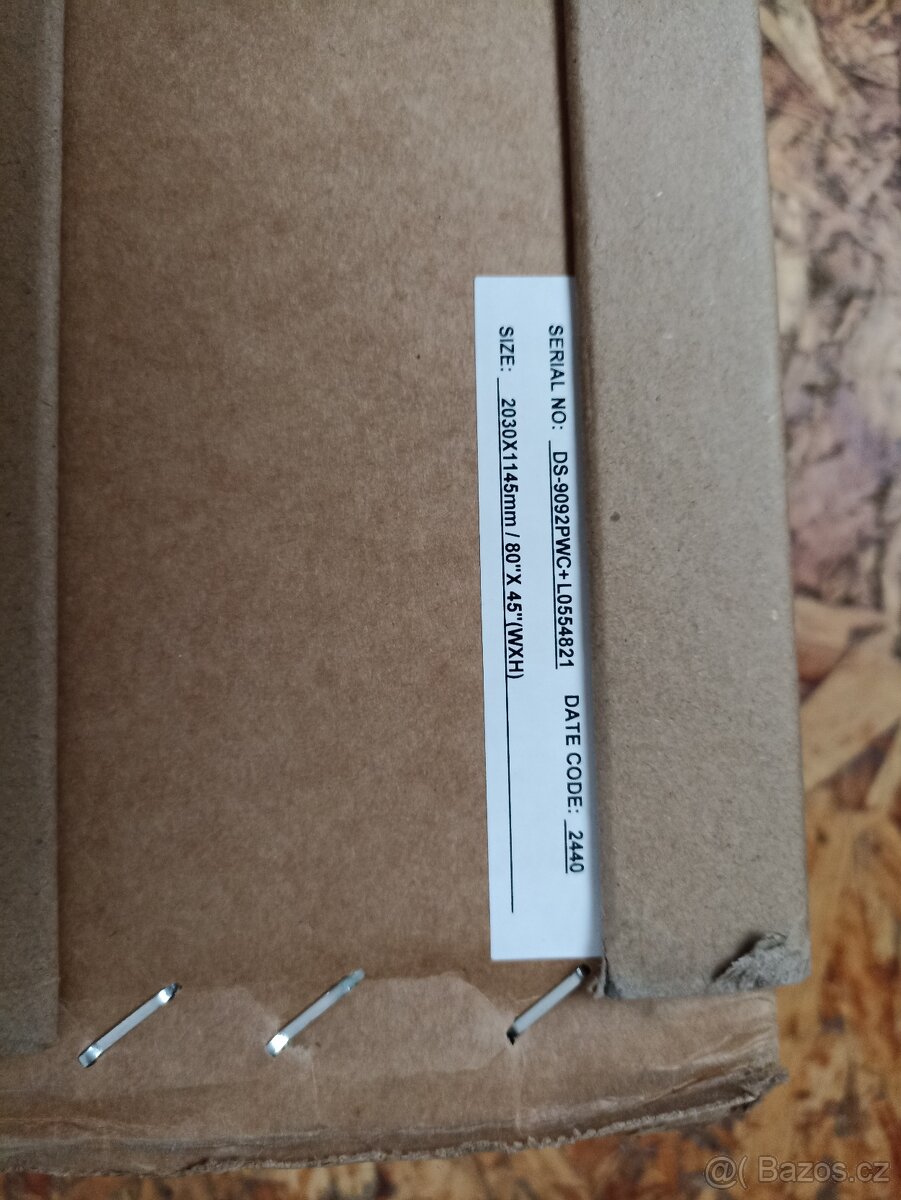 SERIAL NO: DS-9092PWC+L0554821 DATE CODE: 2440
SIZE: 2030X1145mm / 80"X 45"(WXH)
@( Bazos.cz